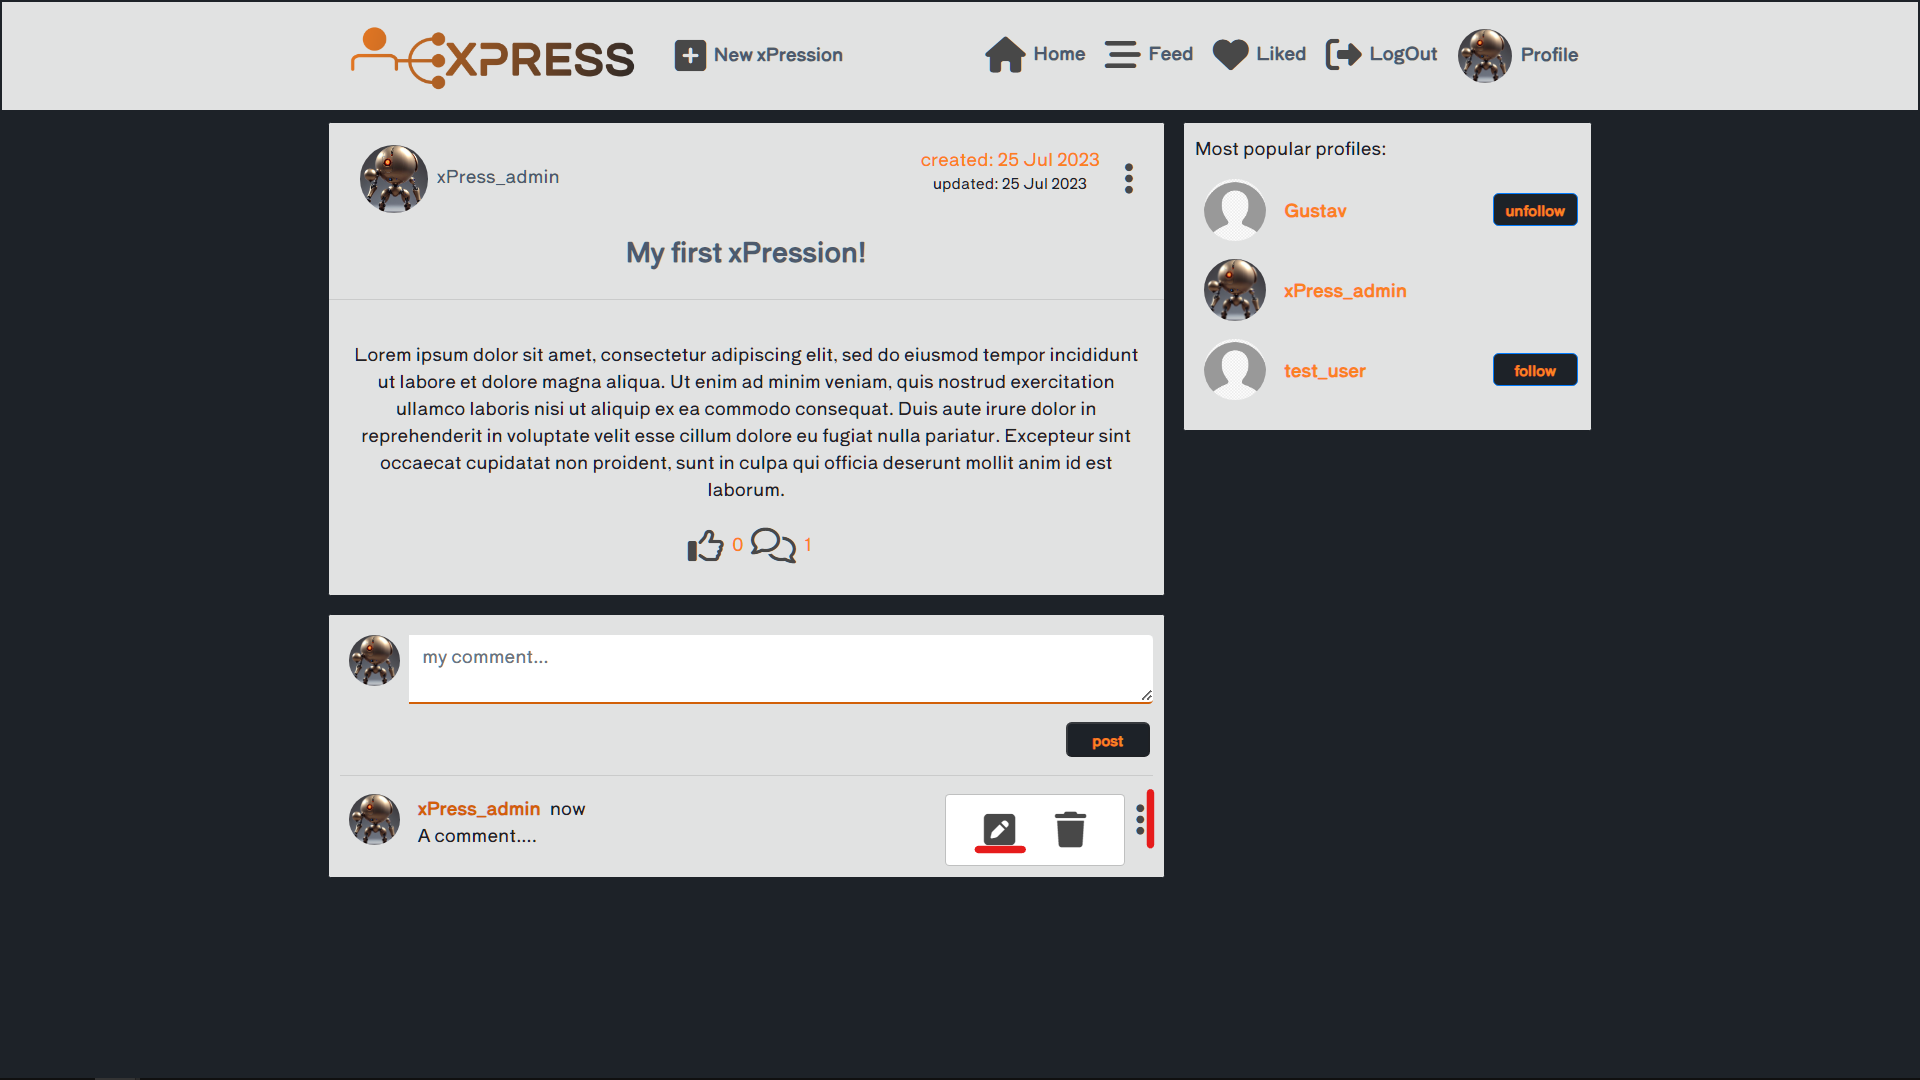 XPRESS
New xPression
Home
Feed
Liked
LogOut
Profile
xPress_admin
created: 25 Jul 2023
updated: 25 Jul 2023
My first xPression!
Lorem ipsum dolor sit amet, consectetur adipiscing elit, sed do eiusmod tempor incididunt
ut labore et dolore magna aliqua. Ut enim ad minim veniam, quis nostrud exercitation
ullamco laboris nisi ut aliquip ex ea commodo consequat. Duis aute irure dolor in
reprehenderit in voluptate velit esse cillum dolore eu fugiat nulla pariatur. Excepteur sint
occaecat cupidatat non proident, sunt in culpa qui officia deserunt mollit anim id est
laborum.
0
1
my comment...
post
xPress_admin now
A comment....
Most popular profiles:
Gustav
unfollow
xPress_admin
test_user
follow